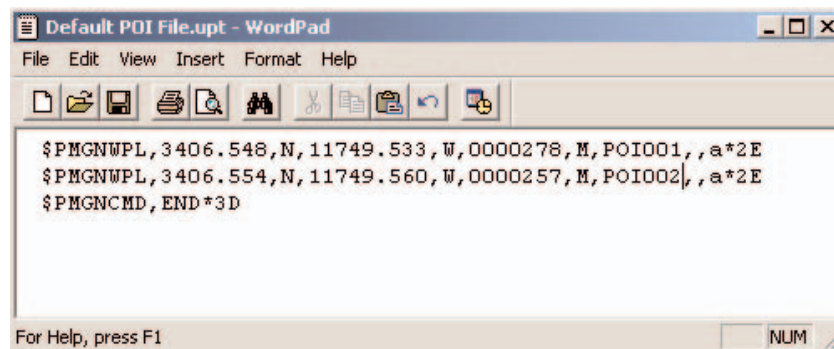 Default POI File.upt - WordPad
File Edit View Insert Format Help
$PMGNWPL,3406.548,N,11749.533,W,0000278,M,POI001,,a*2E
$PMGNWPL,3406.554,N,11749.560,W,0000257,M,POI002,,a*2E
$PMGNCMD,END*3D
For Help, press F1
NUM